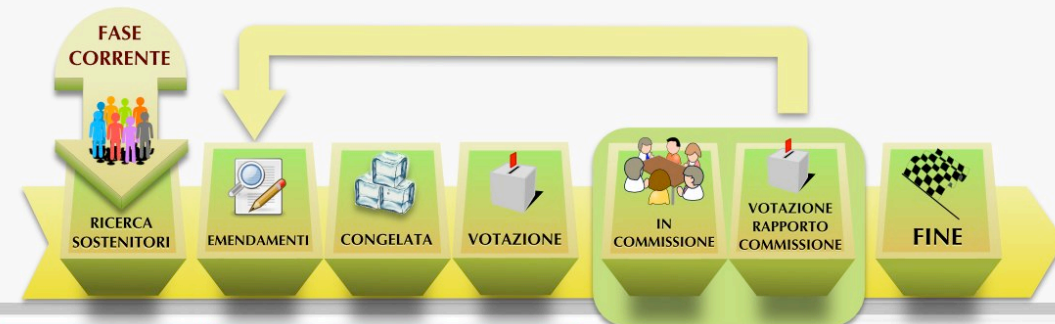 FASE
CORRENTE
RICERCA
SOSTENITORI
EMENDAMENTI
CONGELATA
VOTAZIONE
IN
COMMISSIONE
VOTAZIONE
RAPPORTO
COMMISSIONE
FINE